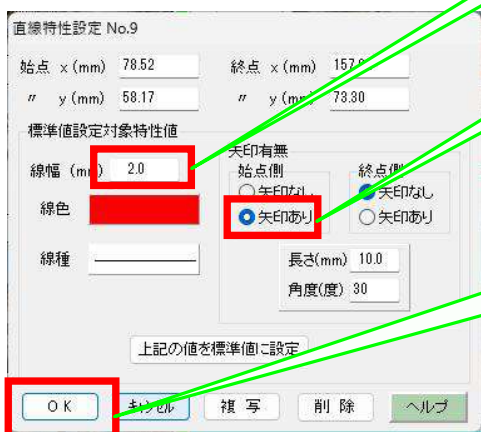 直線特性設定 No.9
始点 x (mm) 78.52 終点 x (mm)
〃 y (mm) 58.17 〃 y (mm) 73.30
標準値設定対象特性値
線幅 (mm) 2.0
線色
線種
矢印有無
始点側 終点側
矢印なし 矢印なし
矢印あり 矢印あり
長さ(mm) 10.0
角度(度) 30
上記の値を標準値に設定
OK キャンセル 複写 削除 ヘルプ